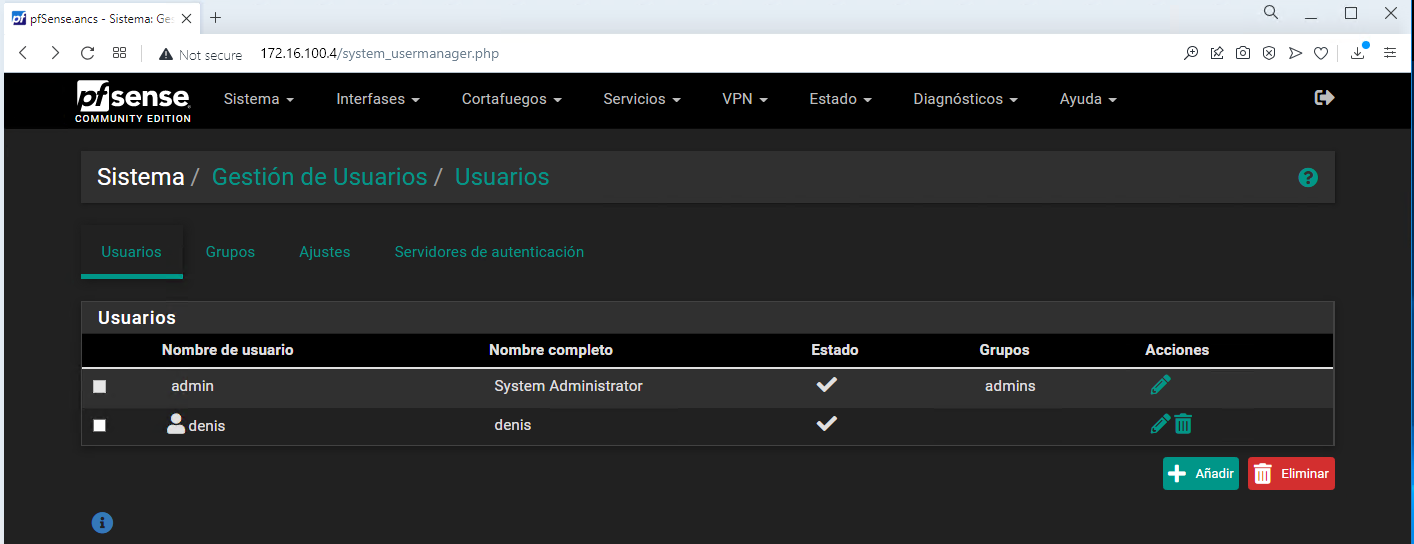 pfSense.ancs - Sistema: Ge
Not secure 172.16.100.4/system_usermanager.php
pfsense COMMUNITY EDITION
Sistema Interfases Cortafuegos Servicios VPN Estado Diagnósticos Ayuda
Sistema / Gestión de Usuarios / Usuarios
Usuarios Grupos Ajustes Servidores de autenticación
Usuarios
Nombre de usuario Nombre completo Estado Grupos Acciones
admin System Administrator admins
denis denis
Añadir Eliminar